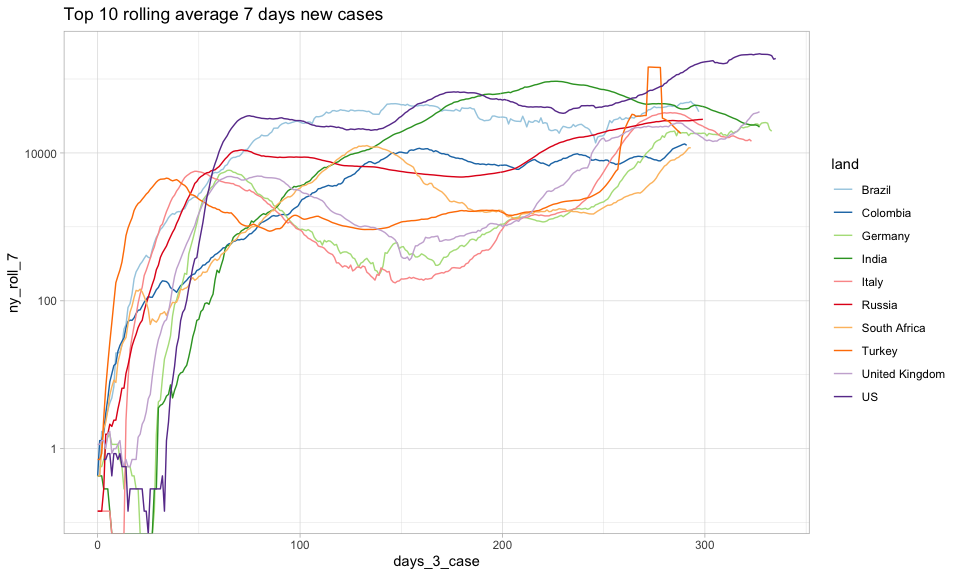 Top 10 rolling average 7 days new cases
ny_roll_7
10000
100
1
0
100
200
300
days_3_case
land
Brazil
Colombia
Germany
India
Italy
Russia
South Africa
Turkey
United Kingdom
US